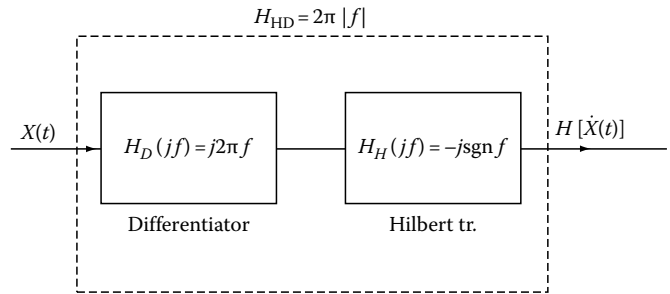 H_HD = 2π |f|
X(t)
H_D (jf) = j2πf
H_H (jf) = –jsgn f
H [Ẋ(t)]
Differentiator
Hilbert tr.